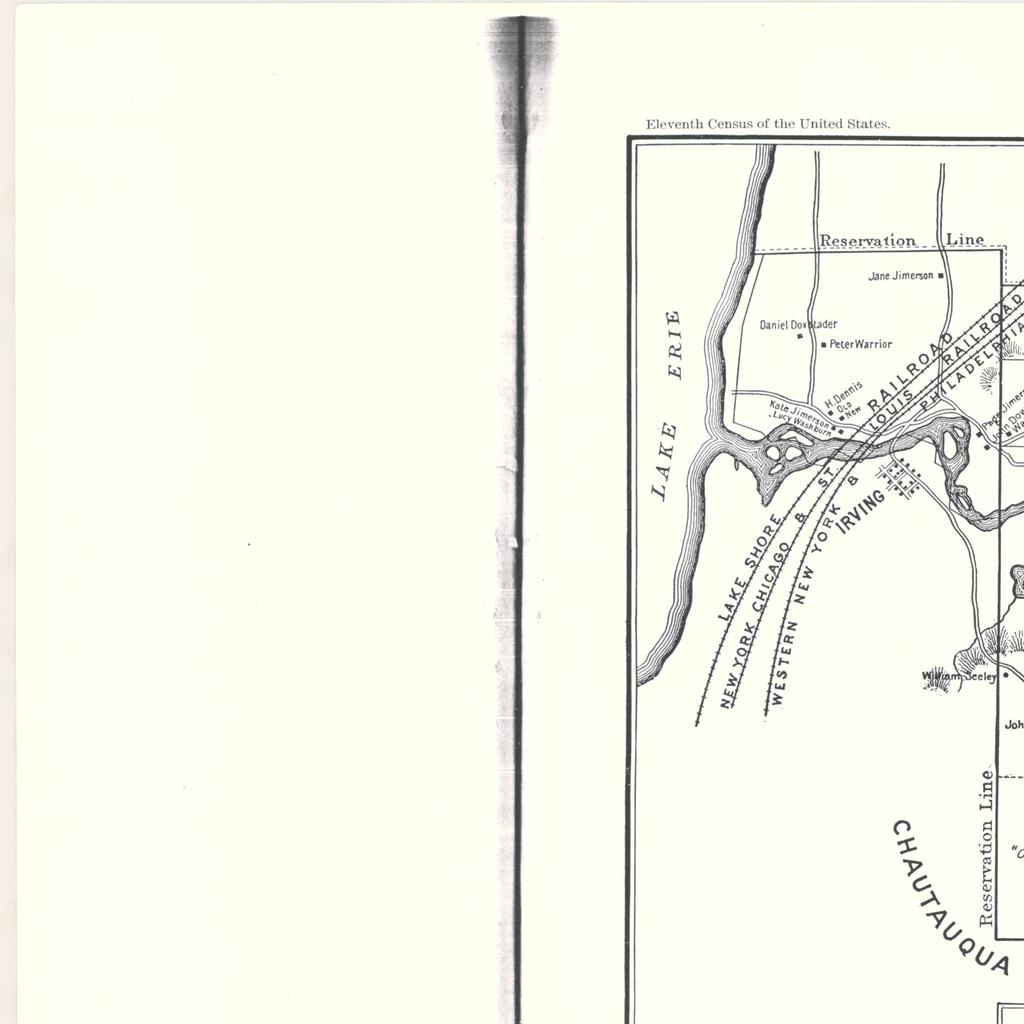 Eleventh Census of the United States.
Reservation Line
Jane Jimerson
Daniel Doxstader
Peter Warrior
LAKE ERIE
H. Dennis
OLD
New
Kate Jimerson
Lucy Washburn
LAKE SHORE &
RAILROAD
NEW YORK CHICAGO & ST. LOUIS RAILROAD
WESTERN NEW YORK & PHILADELPHIA
IRVING
William Seeley
Joh
Reservation Line
CHAUTAUQUA